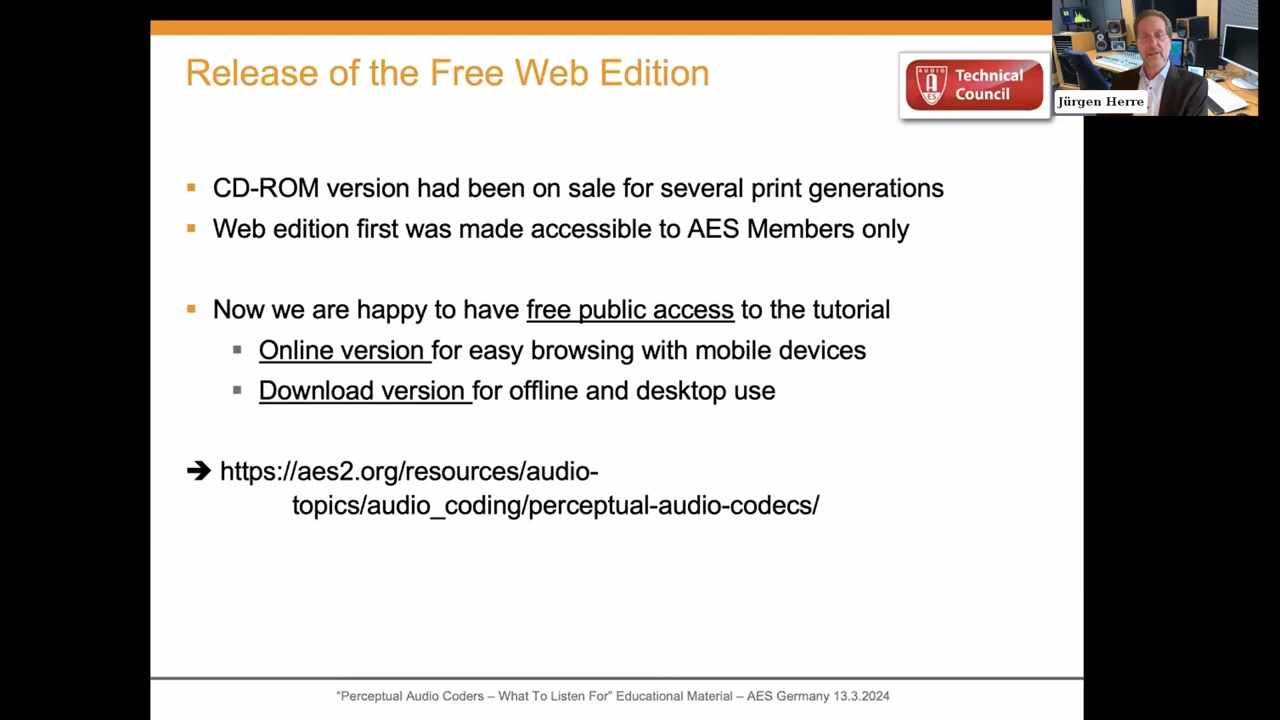 Release of the Free Web Edition
AUDIO
AES
Technical
Council
Jürgen Herre
▪ CD-ROM version had been on sale for several print generations
▪ Web edition first was made accessible to AES Members only
▪ Now we are happy to have free public access to the tutorial
▪ Online version for easy browsing with mobile devices
▪ Download version for offline and desktop use
➔ https://aes2.org/resources/audio-
topics/audio_coding/perceptual-audio-codecs/
“Perceptual Audio Coders – What To Listen For” Educational Material – AES Germany 13.3.2024